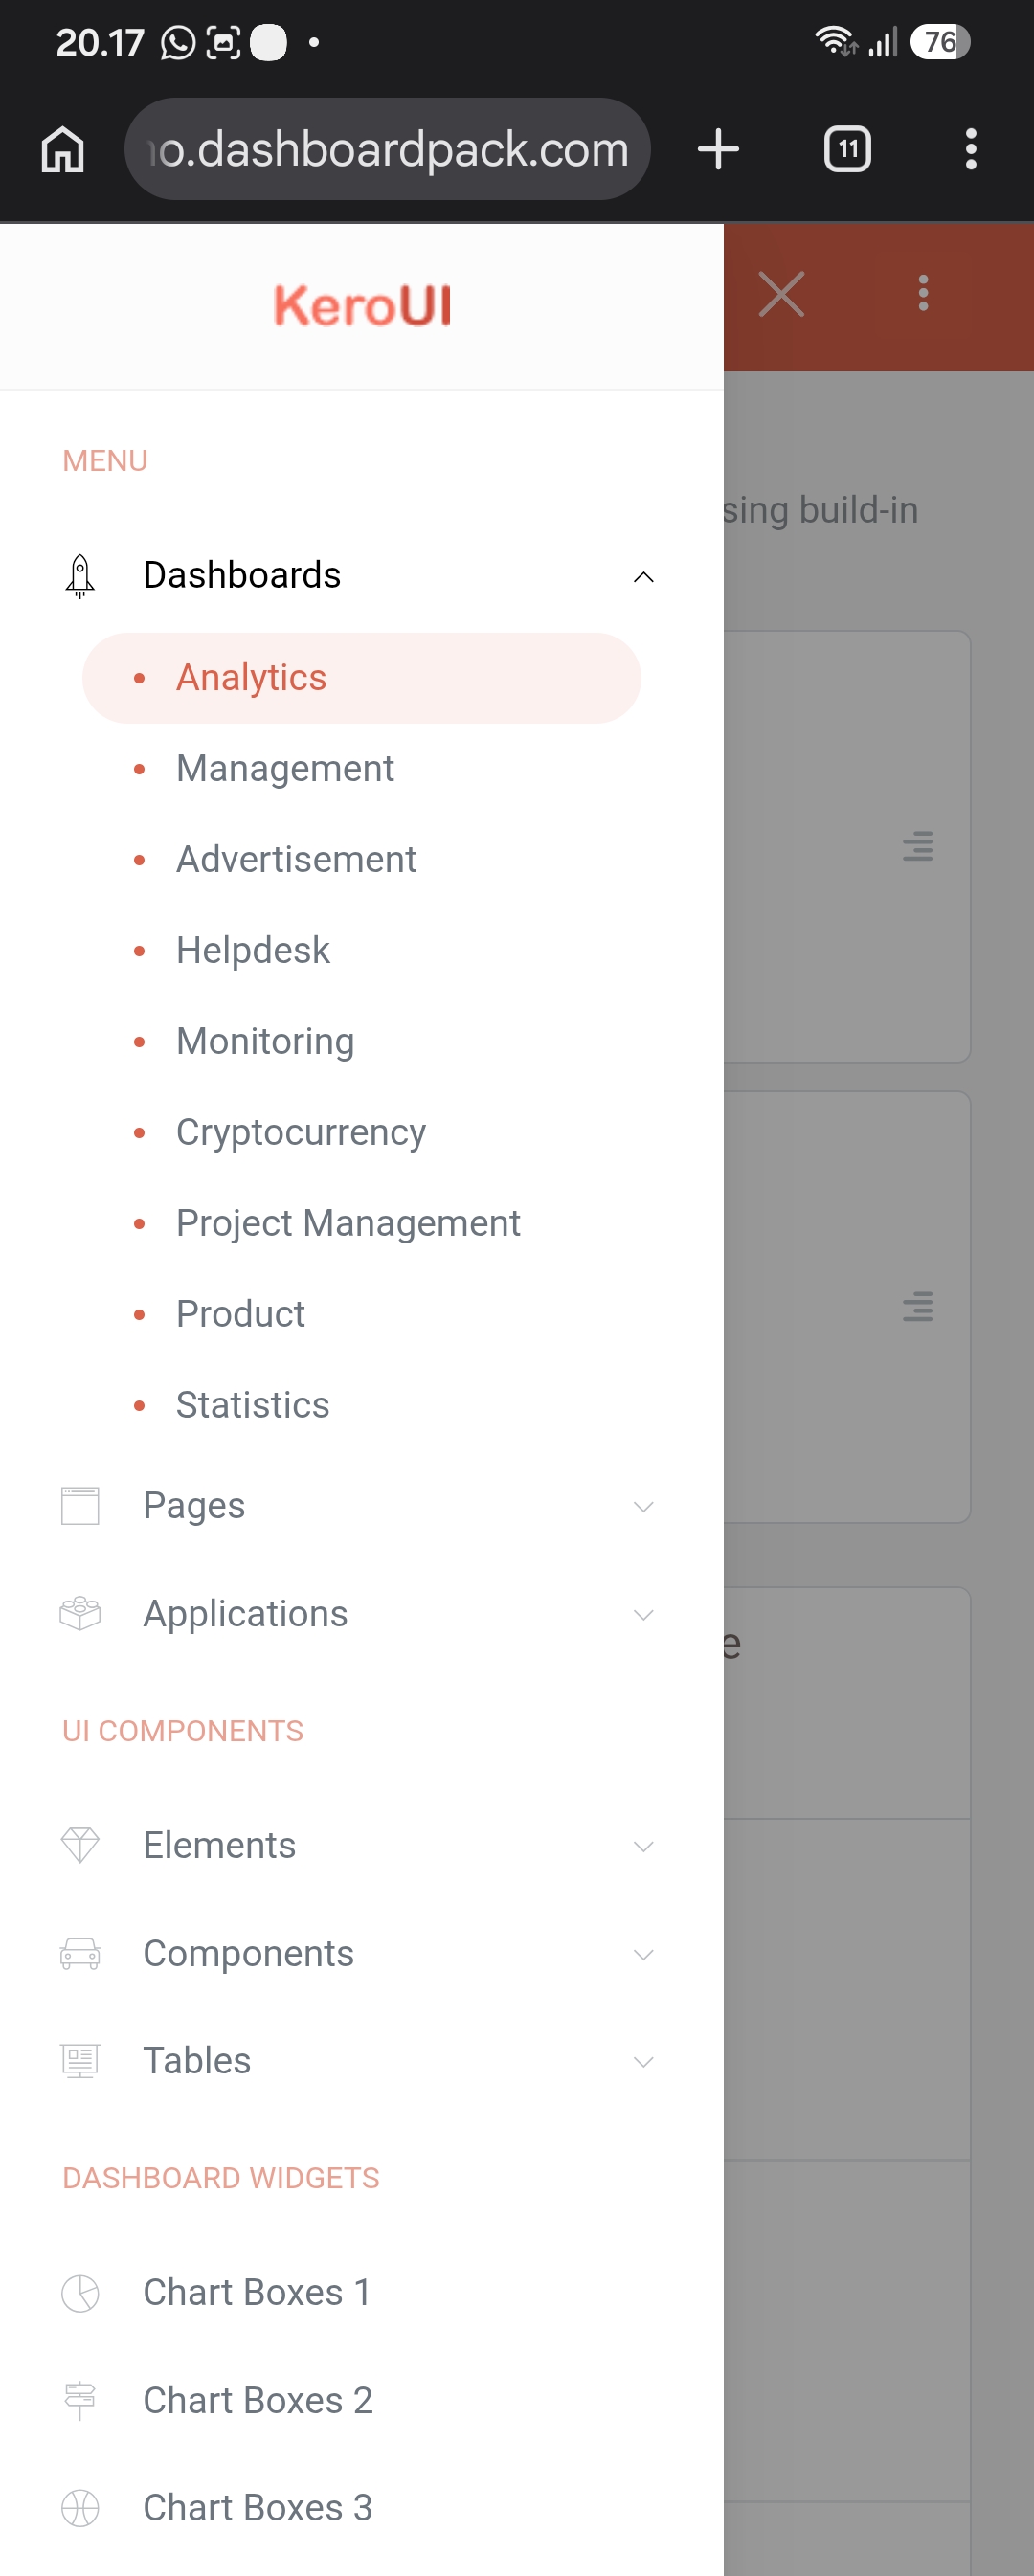 20.17
76
o.dashboardpack.com
11
KeroUI
MENU
sing build-in
Dashboards
Analytics
Management
Advertisement
Helpdesk
Monitoring
Cryptocurrency
Project Management
Product
Statistics
Pages
Applications
e
UI COMPONENTS
Elements
Components
Tables
DASHBOARD WIDGETS
Chart Boxes 1
Chart Boxes 2
Chart Boxes 3